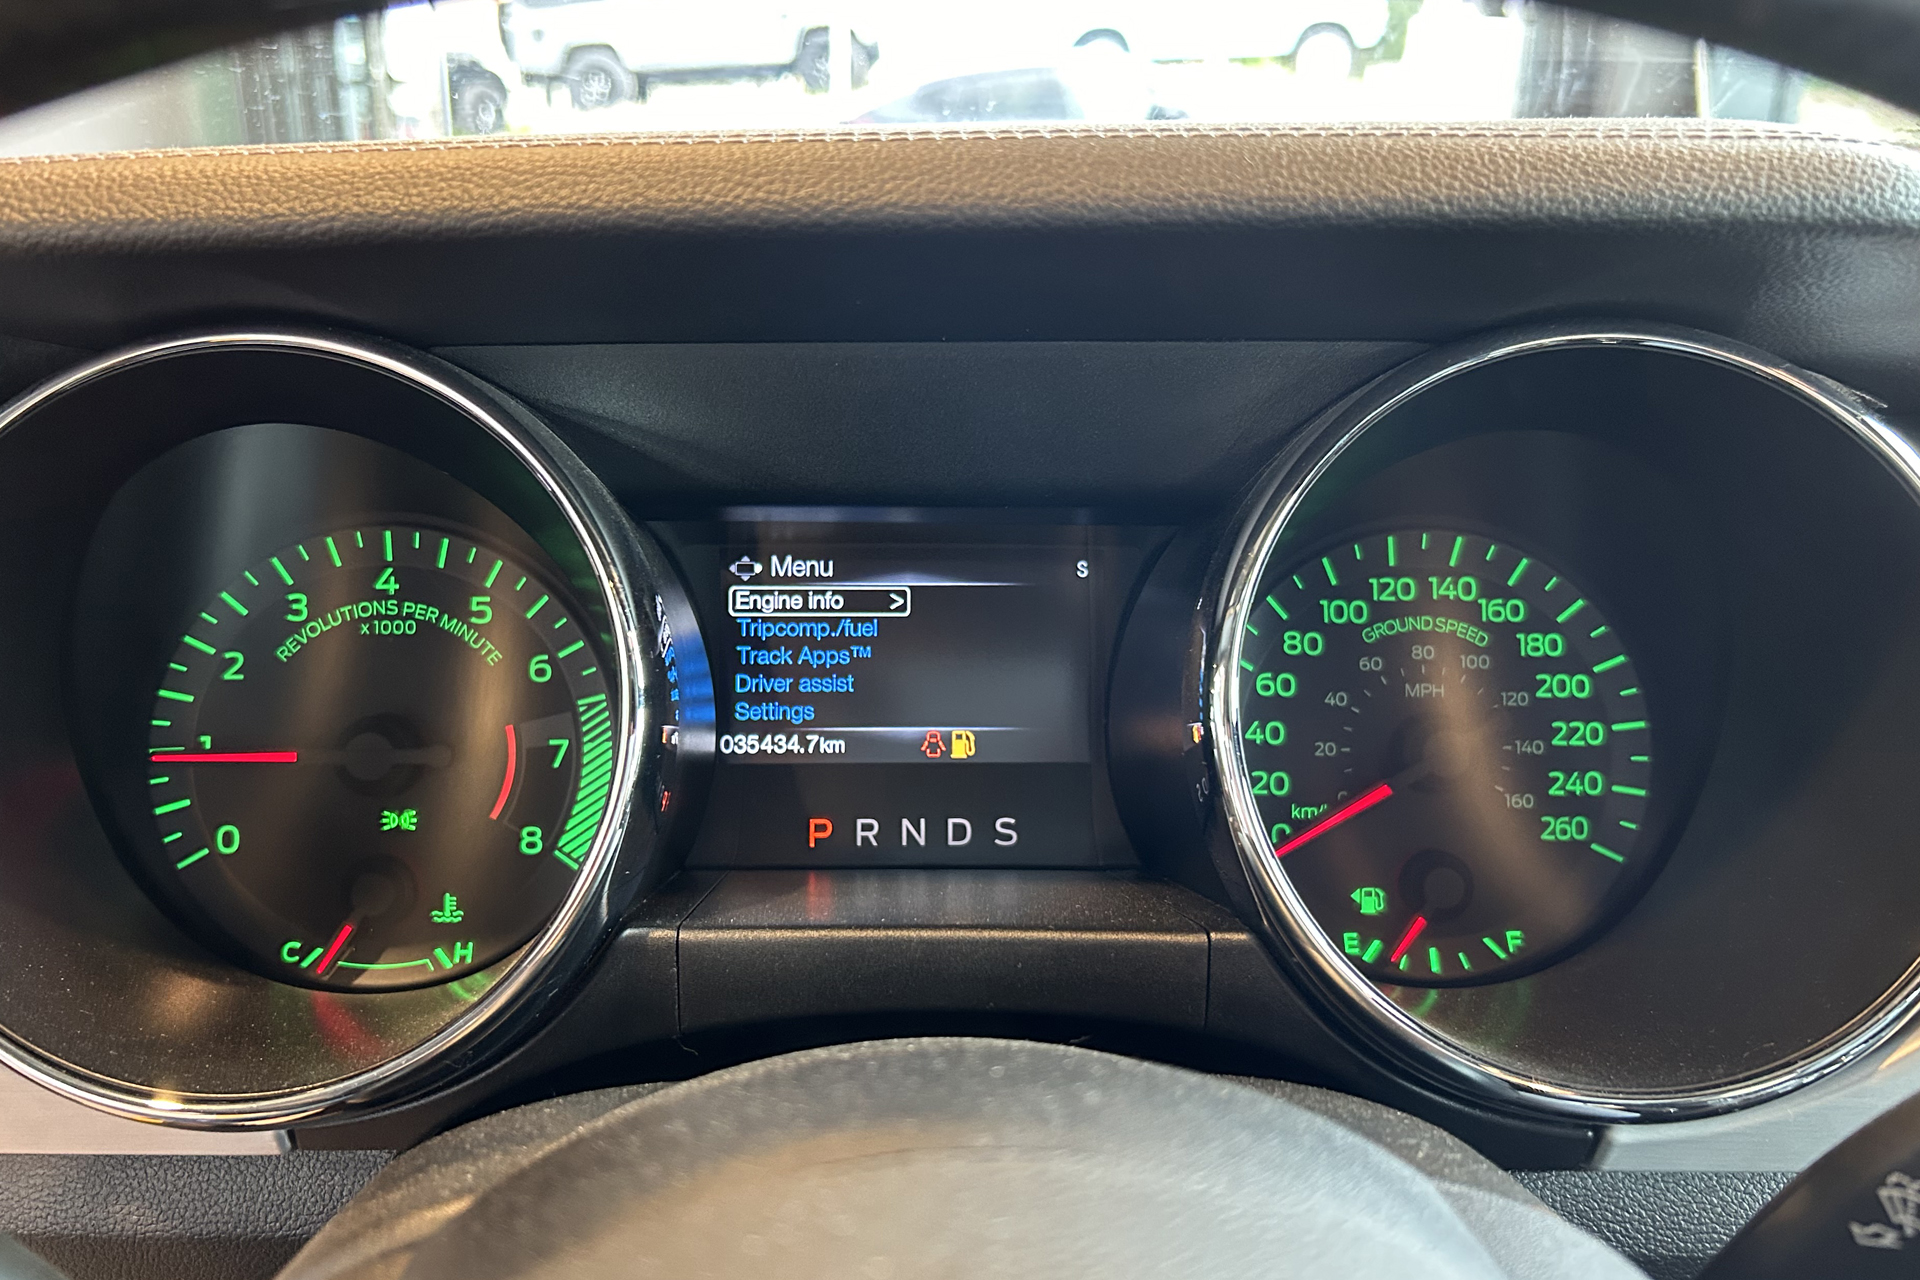 Menu
S
Engine info >
Tripcomp./fuel
Track Apps™
Driver assist
Settings
035434.7km
P R N D S
0
1
2
3
4
5
6
7
8
REVOLUTIONS PER MINUTE
x1000
C
H
0
20
40
60
80
100
120
140
160
180
200
220
240
260
GROUND SPEED
20
40
60
80
100
120
140
160
MPH
E
F